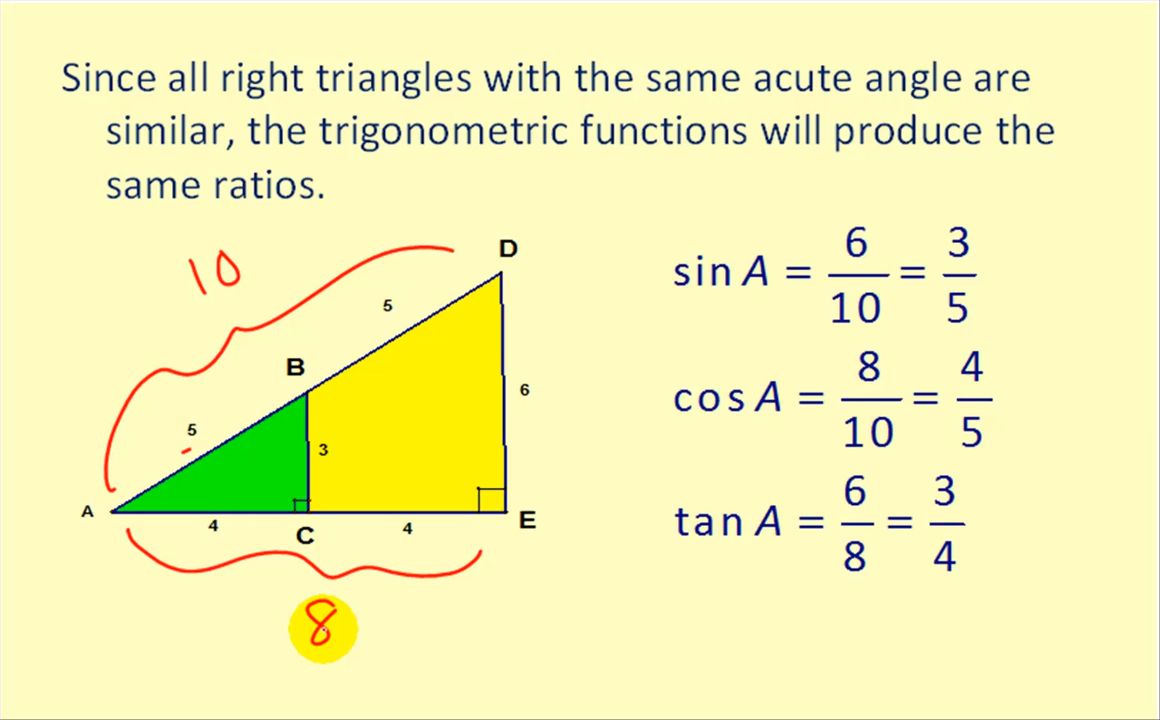 Since all right triangles with the same acute angle are
similar, the trigonometric functions will produce the
same ratios.
10
D
5
B
5
6
3
A
4
C
4
E
8
sin A = 6/10 = 3/5
cos A = 8/10 = 4/5
tan A = 6/8 = 3/4